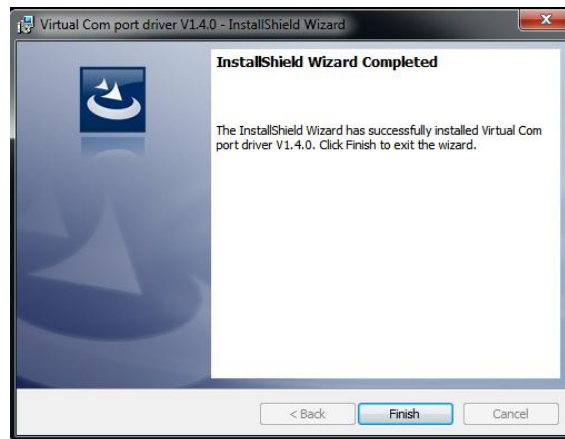 Virtual Com port driver V1.4.0 - InstallShield Wizard
InstallShield Wizard Completed
The InstallShield Wizard has successfully installed Virtual Com
port driver V1.4.0. Click Finish to exit the wizard.
< Back
Finish
Cancel